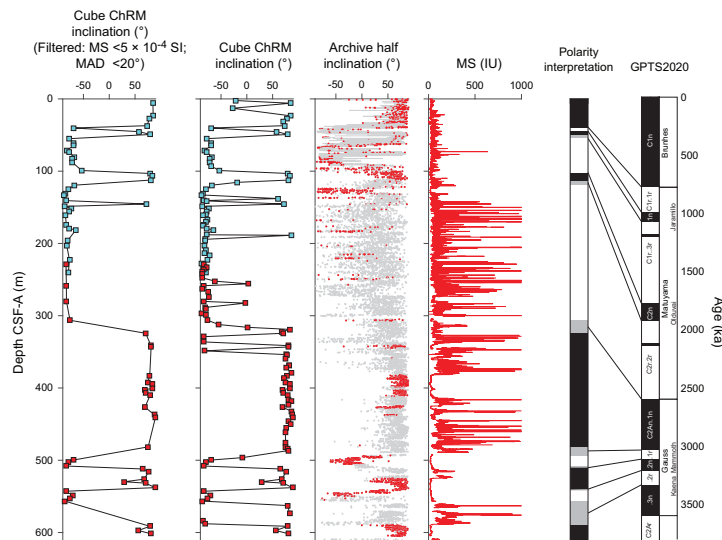 Cube ChRM
inclination (°)
(Filtered: MS <5 × 10⁻⁴ SI;
MAD <20°)
Cube ChRM
inclination (°)
Archive half
inclination (°)
MS (IU)
Polarity
interpretation
GPTS2020
-50 0 50
-50 0 50
-50 0 50
0 500 1000
Depth CSF-A (m)
0
100
200
300
400
500
600
C1n
C1r.1r
1n
C1r..3r
C2n
C2r.2r
C2An.1n
.1r
.2n
.2r
.3n
C2Ar
Brunhes
Jaramillo
Matuyama
Olduvai
Gauss
Kaena
Mammoth
0
500
1000
1500
2000
2500
3000
3500
Age (ka)